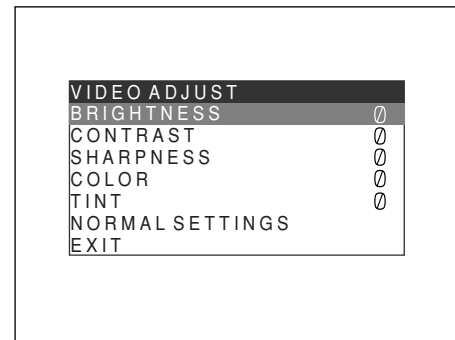 VIDEO ADJUST
BRIGHTNESS 0
CONTRAST 0
SHARPNESS 0
COLOR 0
TINT 0
NORMAL SETTINGS
EXIT